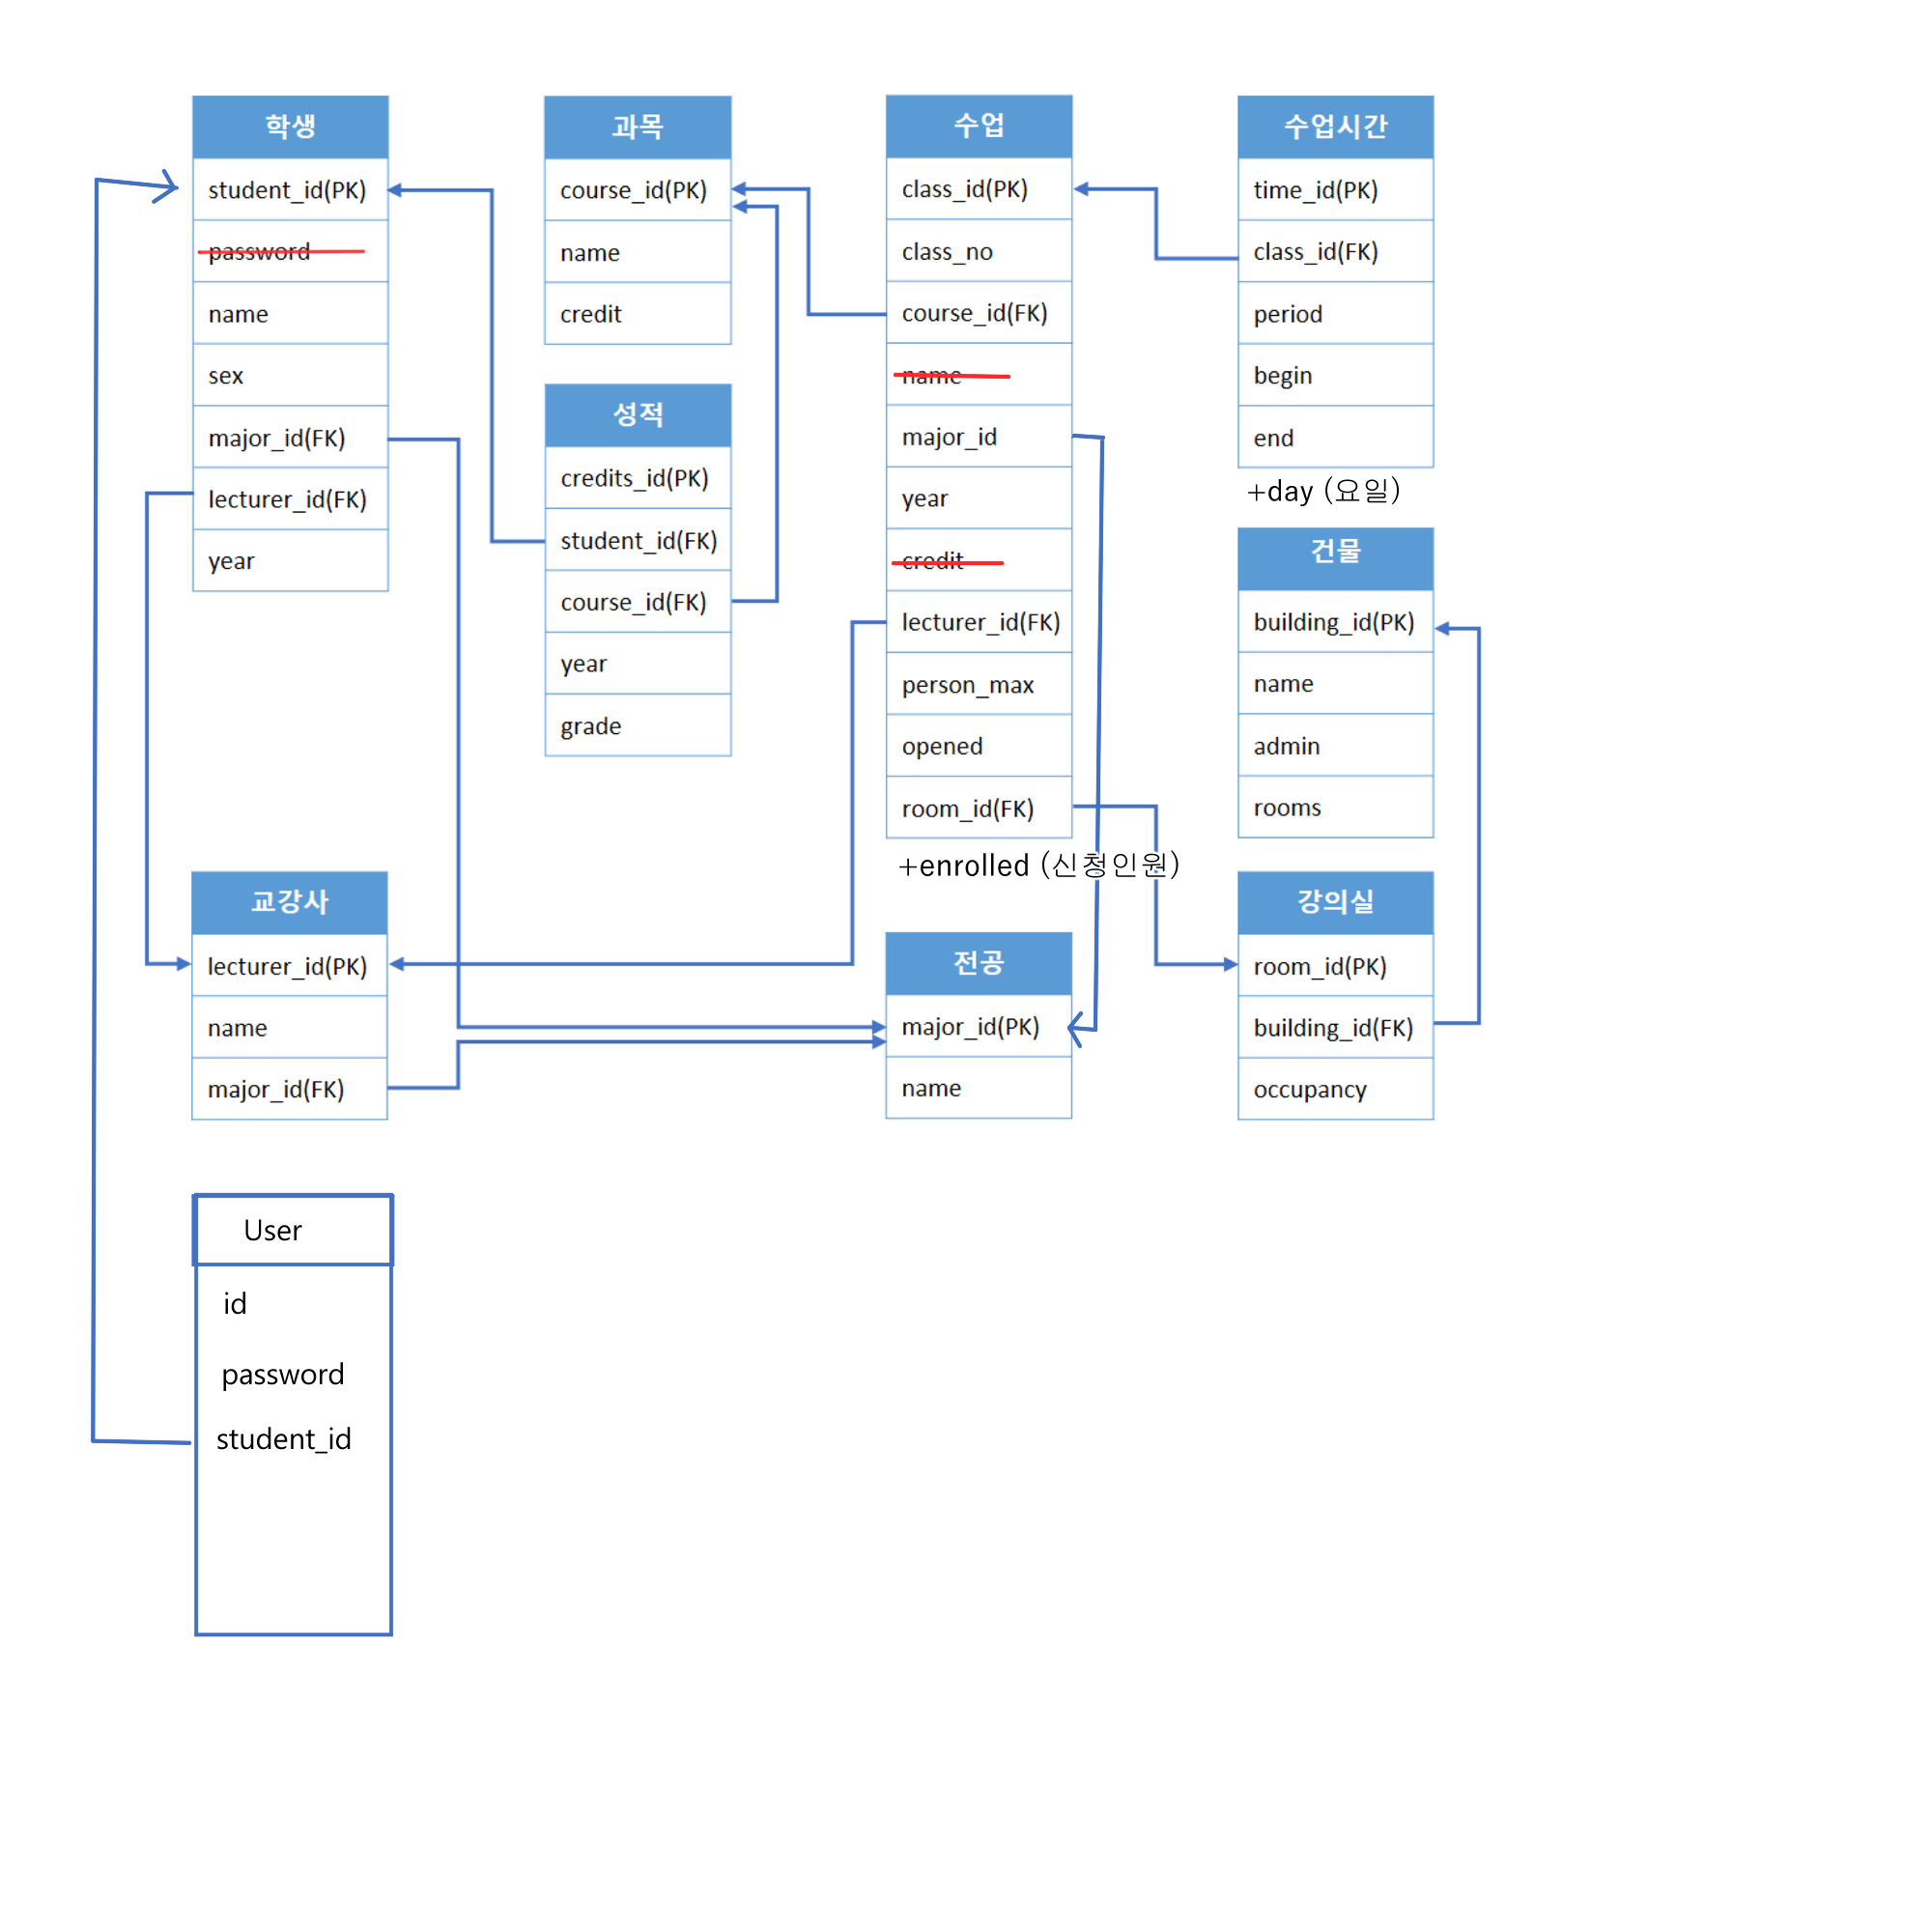 학생
student_id(PK)
password
name
sex
major_id(FK)
lecturer_id(FK)
year
과목
course_id(PK)
name
credit
성적
credits_id(PK)
student_id(FK)
course_id(FK)
year
grade
수업
class_id(PK)
class_no
course_id(FK)
name
major_id
year
credit
lecturer_id(FK)
person_max
opened
room_id(FK)
+enrolled (신청인원)
수업시간
time_id(PK)
class_id(FK)
period
begin
end
+day (요일)
건물
building_id(PK)
name
admin
rooms
교강사
lecturer_id(PK)
name
major_id(FK)
전공
major_id(PK)
name
강의실
room_id(PK)
building_id(FK)
occupancy
User
id
password
student_id